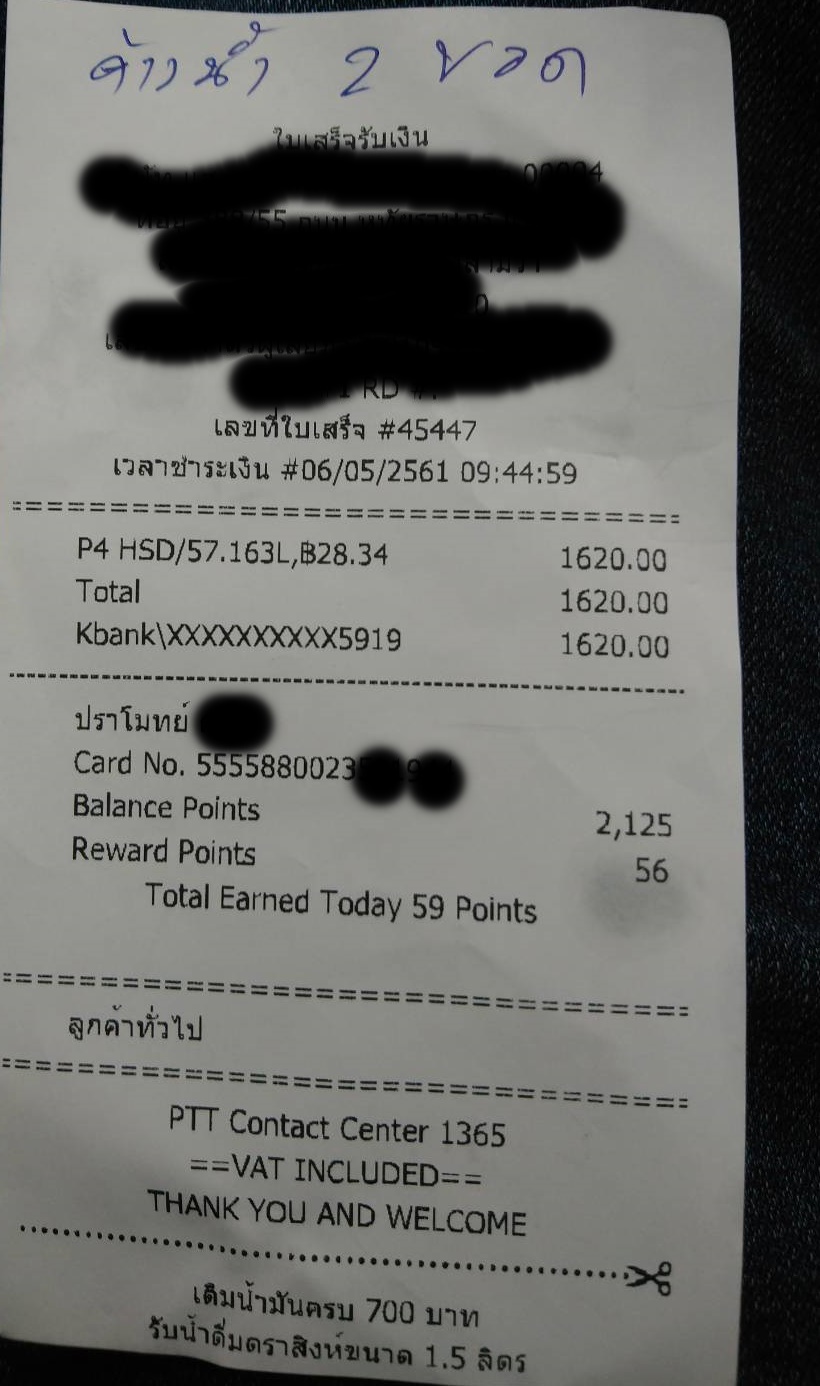 ค้างน้ำ 2 ขวด
ใบเสร็จรับเงิน
RD
เลขที่ใบเสร็จ #45447
เวลาชำระเงิน #06/05/2561 09:44:59
P4 HSD/57.163L,฿28.34 1620.00
Total 1620.00
Kbank\XXXXXXXXXX5919 1620.00
ปราโมทย์
Card No. 5555880023
Balance Points 2,125
Reward Points 56
Total Earned Today 59 Points
ลูกค้าทั่วไป
PTT Contact Center 1365
==VAT INCLUDED==
THANK YOU AND WELCOME
เติมน้ำมันครบ 700 บาท
รับน้ำดื่มตราสิงห์ขนาด 1.5 ลิตร